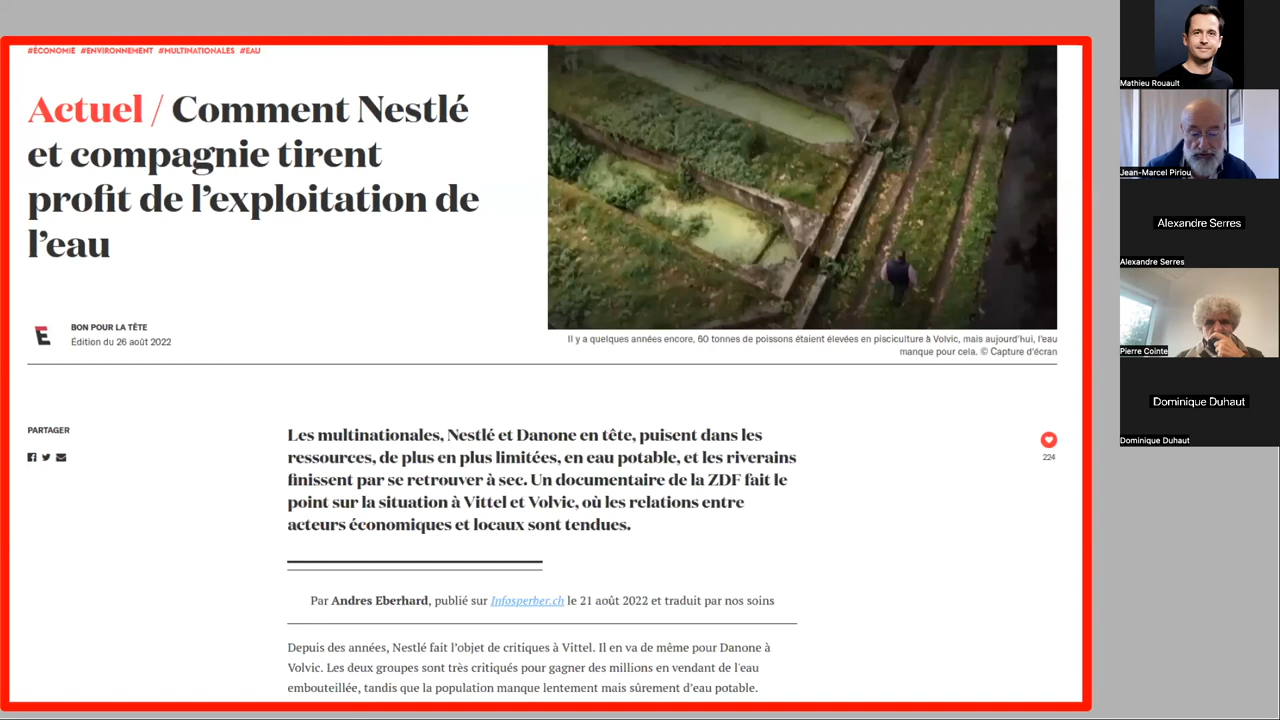 #ÉCONOMIE #ENVIRONNEMENT #MULTINATIONALES #EAU
Actuel / Comment Nestlé
et compagnie tirent
profit de l’exploitation de
l’eau
BON POUR LA TÊTE
Édition du 26 août 2022
Il y a quelques années encore, 60 tonnes de poissons étaient élevées en pisciculture à Volvic, mais aujourd’hui, l’eau
manque pour cela. © Capture d’écran
PARTAGER
224
Les multinationales, Nestlé et Danone en tête, puisent dans les
ressources, de plus en plus limitées, en eau potable, et les riverains
finissent par se retrouver à sec. Un documentaire de la ZDF fait le
point sur la situation à Vittel et Volvic, où les relations entre
acteurs économiques et locaux sont tendues.
Par Andres Eberhard, publié sur Infosperber.ch le 21 août 2022 et traduit par nos soins
Depuis des années, Nestlé fait l’objet de critiques à Vittel. Il en va de même pour Danone à
Volvic. Les deux groupes sont très critiqués pour gagner des millions en vendant de l'eau
embouteillée, tandis que la population manque lentement mais sûrement d’eau potable.
Mathieu Rouault
Jean-Marcel Piriou
Alexandre Serres
Alexandre Serres
Pierre Cointe
Dominique Duhaut
Dominique Duhaut